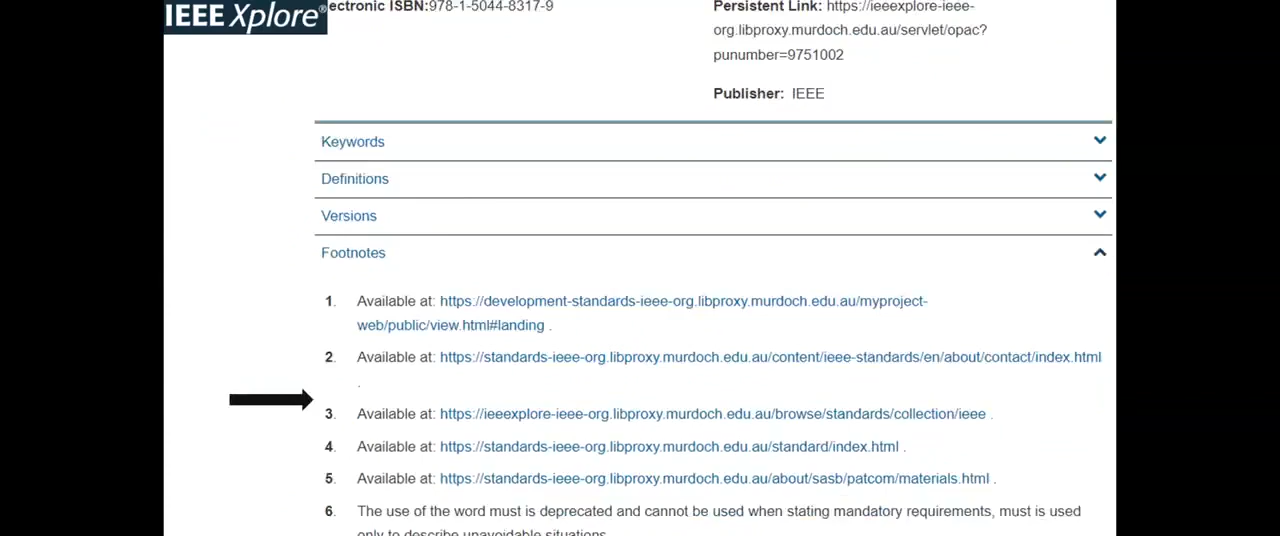 IEEE Xplore®
ectronic ISBN:978-1-5044-8317-9
Persistent Link: https://ieeexplore-ieee-
org.libproxy.murdoch.edu.au/servlet/opac?
punumber=9751002
Publisher: IEEE
Keywords
Definitions
Versions
Footnotes
1. Available at: https://development-standards-ieee-org.libproxy.murdoch.edu.au/myproject-
web/public/view.html#landing .
2. Available at: https://standards-ieee-org.libproxy.murdoch.edu.au/content/ieee-standards/en/about/contact/index.html
.
3. Available at: https://ieeexplore-ieee-org.libproxy.murdoch.edu.au/browse/standards/collection/ieee .
4. Available at: https://standards-ieee-org.libproxy.murdoch.edu.au/standard/index.html .
5. Available at: https://standards-ieee-org.libproxy.murdoch.edu.au/about/sasb/patcom/materials.html .
6. The use of the word must is deprecated and cannot be used when stating mandatory requirements, must is used
only to describe unavoidable situations.